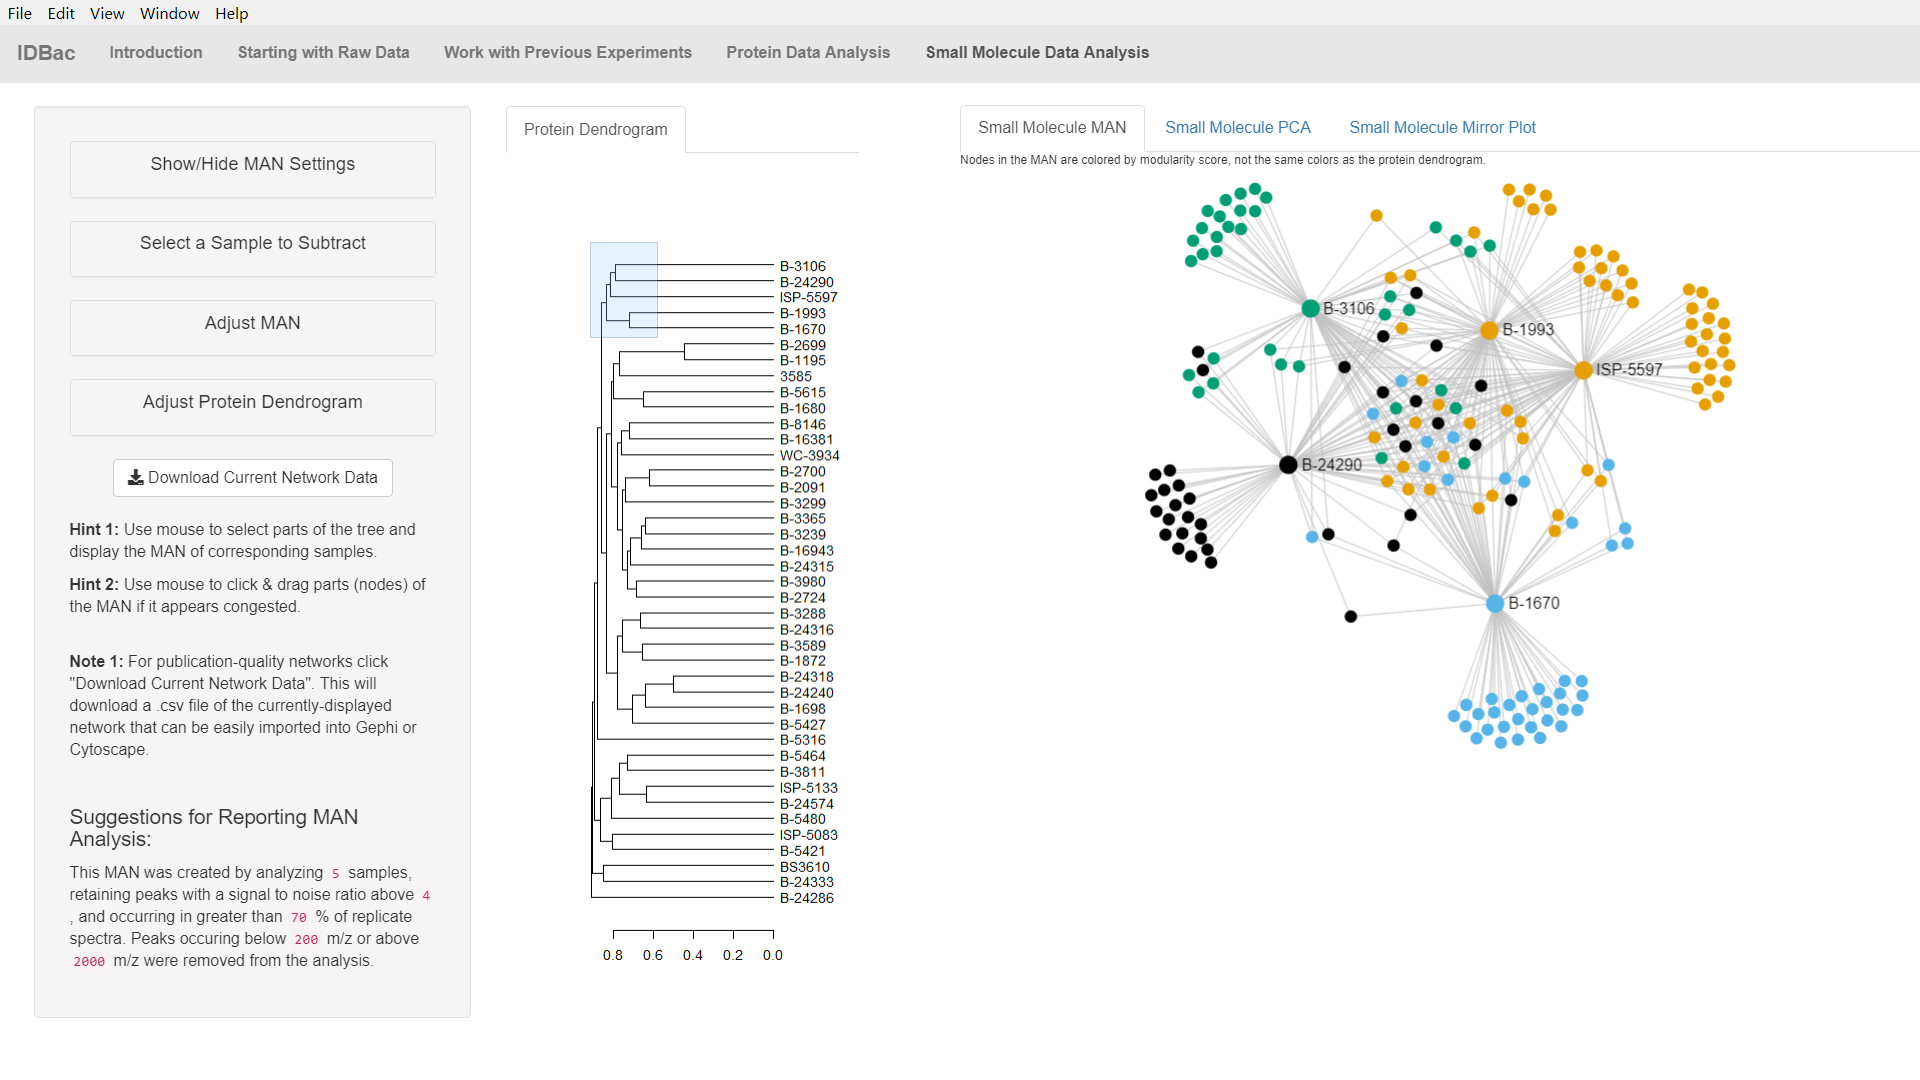 File Edit View Window Help
IDBac Introduction Starting with Raw Data Work with Previous Experiments Protein Data Analysis Small Molecule Data Analysis
Show/Hide MAN Settings
Select a Sample to Subtract
Adjust MAN
Adjust Protein Dendrogram
Download Current Network Data
Hint 1: Use mouse to select parts of the tree and
display the MAN of corresponding samples.
Hint 2: Use mouse to click & drag parts (nodes) of
the MAN if it appears congested.
Note 1: For publication-quality networks click
"Download Current Network Data". This will
download a .csv file of the currently-displayed
network that can be easily imported into Gephi or
Cytoscape.
Suggestions for Reporting MAN
Analysis:
This MAN was created by analyzing 5 samples,
retaining peaks with a signal to noise ratio above 4
, and occurring in greater than 70 % of replicate
spectra. Peaks occuring below 200 m/z or above
2000 m/z were removed from the analysis.
Protein Dendrogram
B-3106
B-24290
ISP-5597
B-1993
B-1670
B-2699
B-1195
3585
B-5615
B-1680
B-8146
B-16381
WC-3934
B-2700
B-2091
B-3299
B-3365
B-3239
B-16943
B-24315
B-3980
B-2724
B-3288
B-24316
B-3589
B-1872
B-24318
B-24240
B-1698
B-5427
B-5316
B-5464
B-3811
ISP-5133
B-24574
B-5480
ISP-5083
B-5421
BS3610
B-24333
B-24286
0.8 0.6 0.4 0.2 0.0
Small Molecule MAN Small Molecule PCA Small Molecule Mirror Plot
Nodes in the MAN are colored by modularity score, not the same colors as the protein dendrogram.
B-3106
B-1993
ISP-5597
B-24290
B-1670